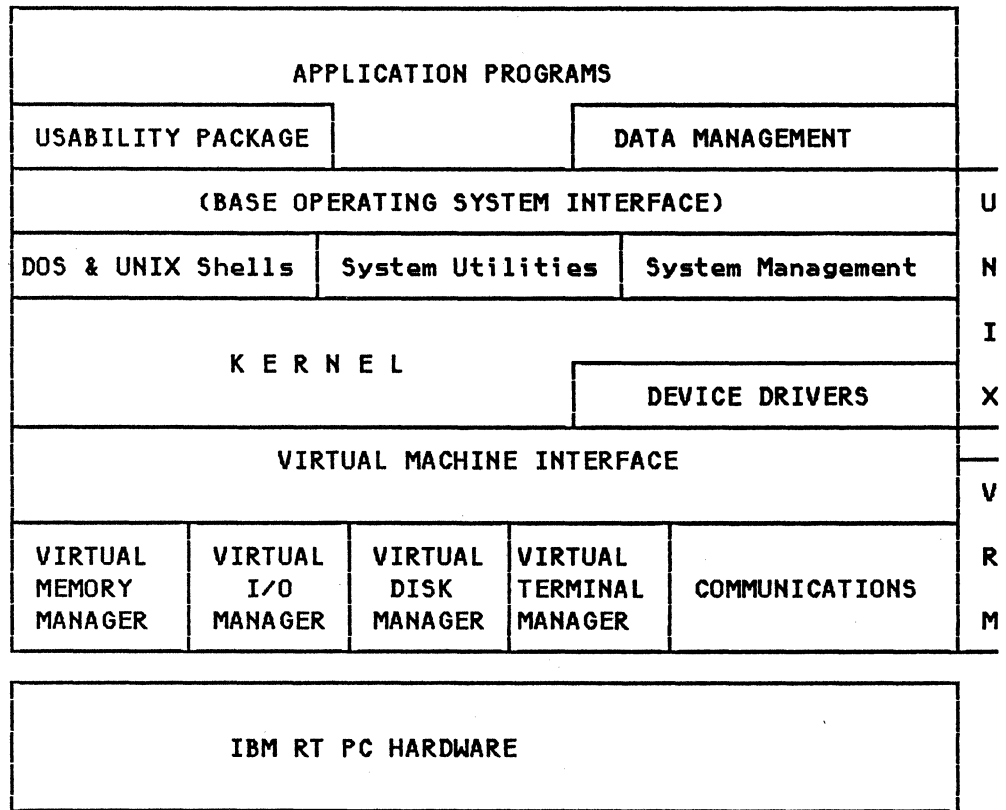 APPLICATION PROGRAMS
USABILITY PACKAGE DATA MANAGEMENT
(BASE OPERATING SYSTEM INTERFACE) U
DOS & UNIX Shells System Utilities System Management N
I
K E R N E L
DEVICE DRIVERS X
VIRTUAL MACHINE INTERFACE
V
VIRTUAL VIRTUAL VIRTUAL VIRTUAL R
MEMORY I/O DISK TERMINAL COMMUNICATIONS
MANAGER MANAGER MANAGER MANAGER M
IBM RT PC HARDWARE